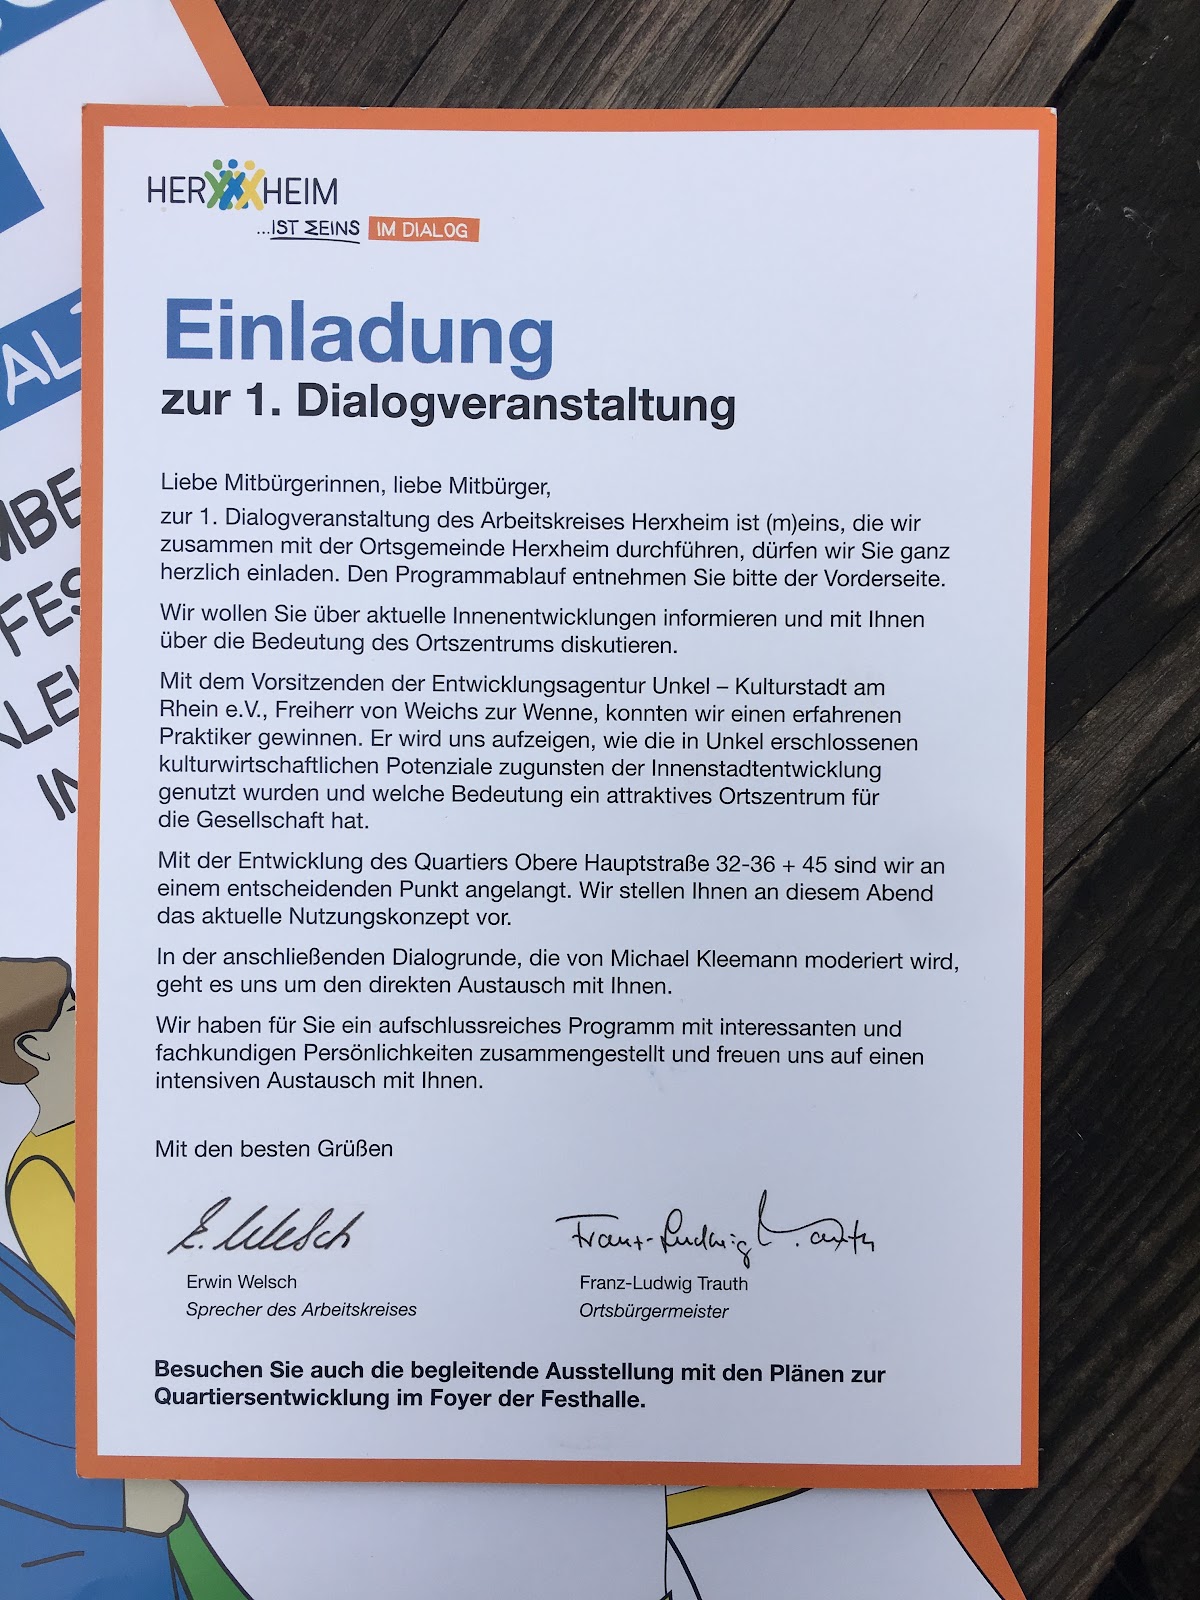 HERXXHEIM
...IST MEINS IM DIALOG
Einladung
zur 1. Dialogveranstaltung
Liebe Mitbürgerinnen, liebe Mitbürger,
zur 1. Dialogveranstaltung des Arbeitskreises Herxheim ist (m)eins, die wir
zusammen mit der Ortsgemeinde Herxheim durchführen, dürfen wir Sie ganz
herzlich einladen. Den Programmablauf entnehmen Sie bitte der Vorderseite.
Wir wollen Sie über aktuelle Innenentwicklungen informieren und mit Ihnen
über die Bedeutung des Ortszentrums diskutieren.
Mit dem Vorsitzenden der Entwicklungsagentur Unkel – Kulturstadt am
Rhein e.V., Freiherr von Weichs zur Wenne, konnten wir einen erfahrenen
Praktiker gewinnen. Er wird uns aufzeigen, wie die in Unkel erschlossenen
kulturwirtschaftlichen Potenziale zugunsten der Innenstadtentwicklung
genutzt wurden und welche Bedeutung ein attraktives Ortszentrum für
die Gesellschaft hat.
Mit der Entwicklung des Quartiers Obere Hauptstraße 32-36 + 45 sind wir an
einem entscheidenden Punkt angelangt. Wir stellen Ihnen an diesem Abend
das aktuelle Nutzungskonzept vor.
In der anschließenden Dialogrunde, die von Michael Kleemann moderiert wird,
geht es uns um den direkten Austausch mit Ihnen.
Wir haben für Sie ein aufschlussreiches Programm mit interessanten und
fachkundigen Persönlichkeiten zusammengestellt und freuen uns auf einen
intensiven Austausch mit Ihnen.
Mit den besten Grüßen
E. Welsch Franz-Ludwig Trauth
Erwin Welsch Franz-Ludwig Trauth
Sprecher des Arbeitskreises Ortsbürgermeister
Besuchen Sie auch die begleitende Ausstellung mit den Plänen zur
Quartiersentwicklung im Foyer der Festhalle.